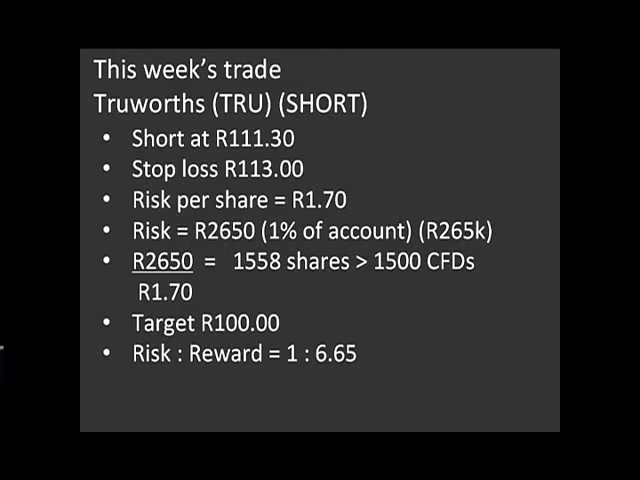 This week's trade
Truworths (TRU) (SHORT)
• Short at R111.30
• Stop loss R113.00
• Risk per share = R1.70
• Risk = R2650 (1% of account) (R265k)
• R2650 = 1558 shares > 1500 CFDs
R1.70
• Target R100.00
• Risk : Reward = 1 : 6.65